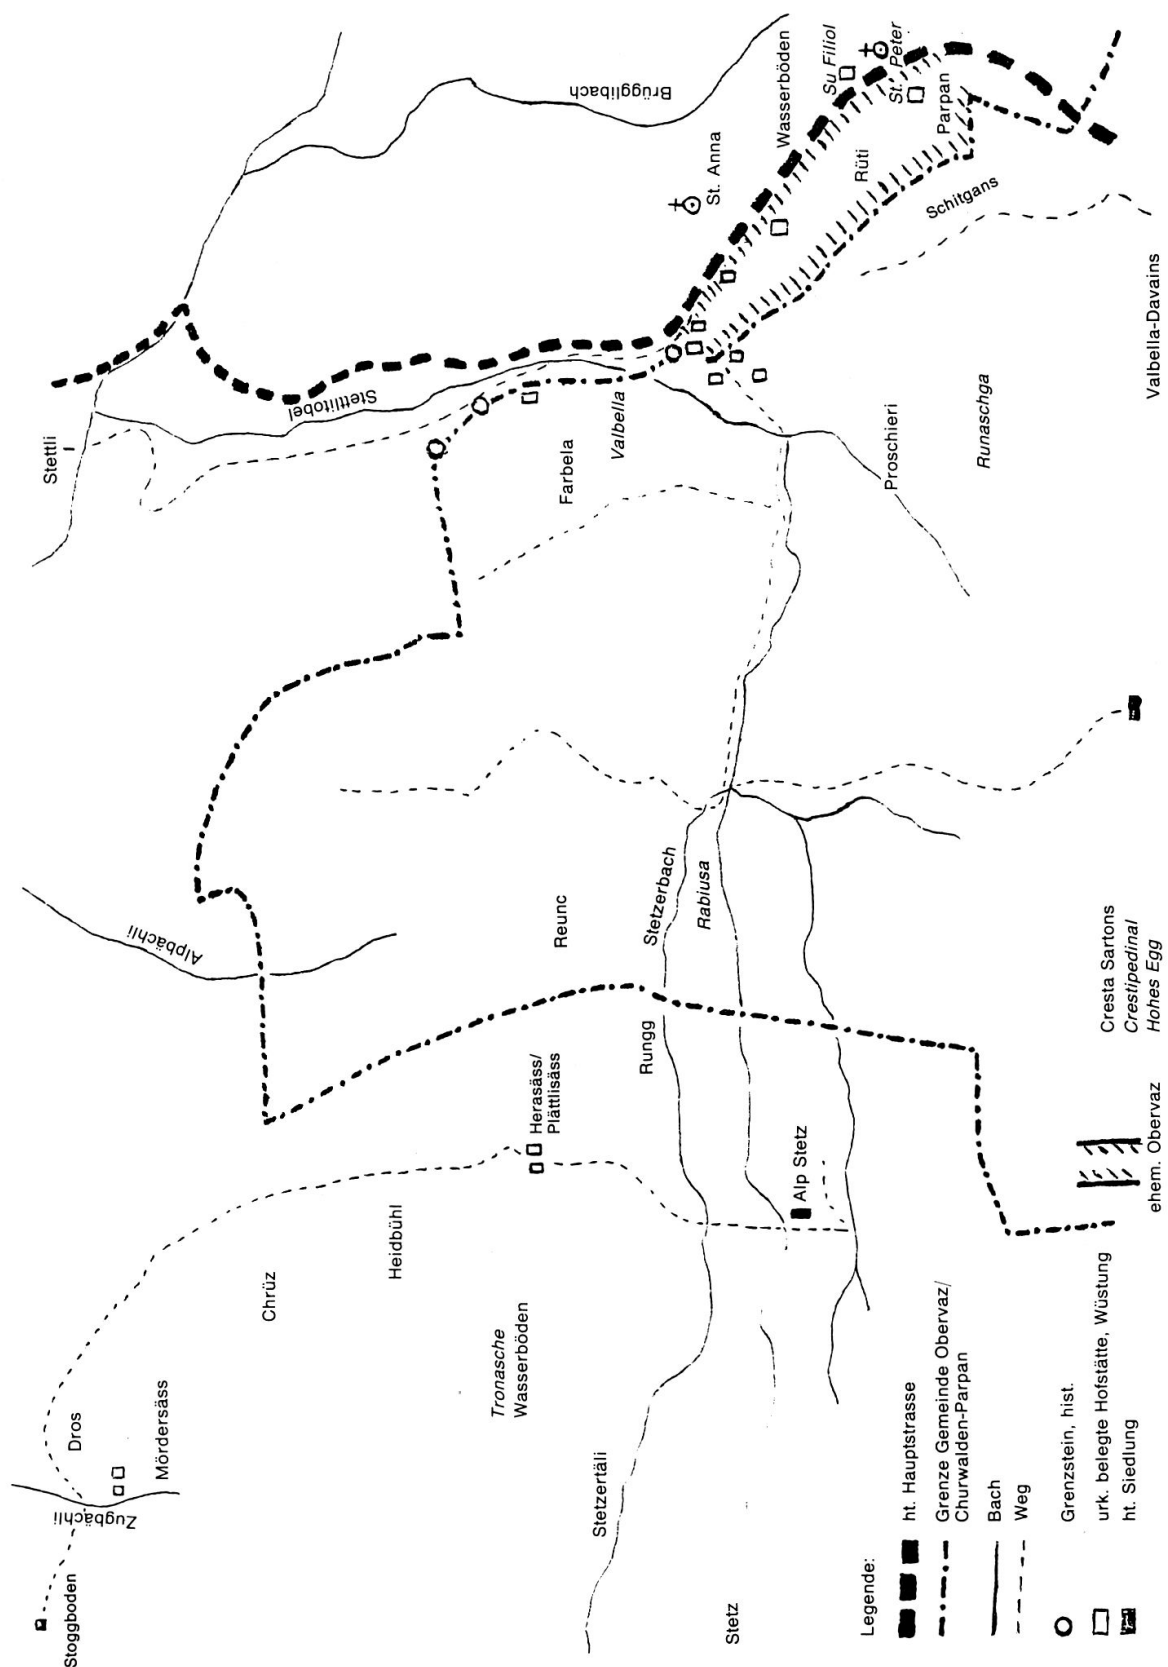 Stoggboden
Zugbächli
Dros
Mördersäss
Chrüz
Heidbühl
Tronasche
Wasserböden
Herasäss/
Plättlisäss
Alpbächli
Reunc
Rungg
Stetzerbach
Rabiusa
Alp Stetz
Stetzertäli
Stetz
Stettli
Stettlitobel
Farbela
Valbella
Proschieri
Runaschga
Brügglibach
St. Anna
Wasserböden
Su Filiol
St. Peter
Parpan
Rüti
Schitgans
Valbella-Davains
Cresta Sartons
Crestipedinal
Hohes Egg
Legende:
ht. Hauptstrasse
Grenze Gemeinde Obervaz/
Churwalden-Parpan
Bach
Weg
Grenzstein, hist.
urk. belegte Hofstätte, Wüstung
ht. Siedlung
ehem. Obervaz